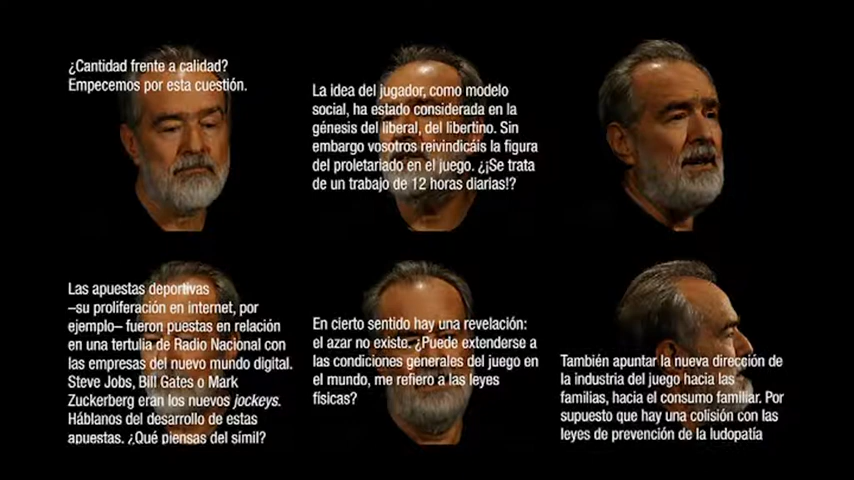 ¿Cantidad frente a calidad?
Empecemos por esta cuestión.
La idea del jugador, como modelo
social, ha estado considerada en la
génesis del liberal, del libertino. Sin
embargo vosotros reivindicáis la figura
del proletariado en el juego. ¿¡Se trata
de un trabajo de 12 horas diarias!?
Las apuestas deportivas
–su proliferación en internet, por
ejemplo– fueron puestas en relación
en una tertulia de Radio Nacional con
las empresas del nuevo mundo digital.
Steve Jobs, Bill Gates o Mark
Zuckerberg eran los nuevos jockeys.
Háblanos del desarrollo de estas
apuestas. ¿Qué piensas del símil?
En cierto sentido hay una revelación:
el azar no existe. ¿Puede extenderse a
las condiciones generales del juego en
el mundo, me refiero a las leyes
físicas?
También apuntar la nueva dirección de
la industria del juego hacia las
familias, hacia el consumo familiar. Por
supuesto que hay una colisión con las
leyes de prevención de la ludopatía